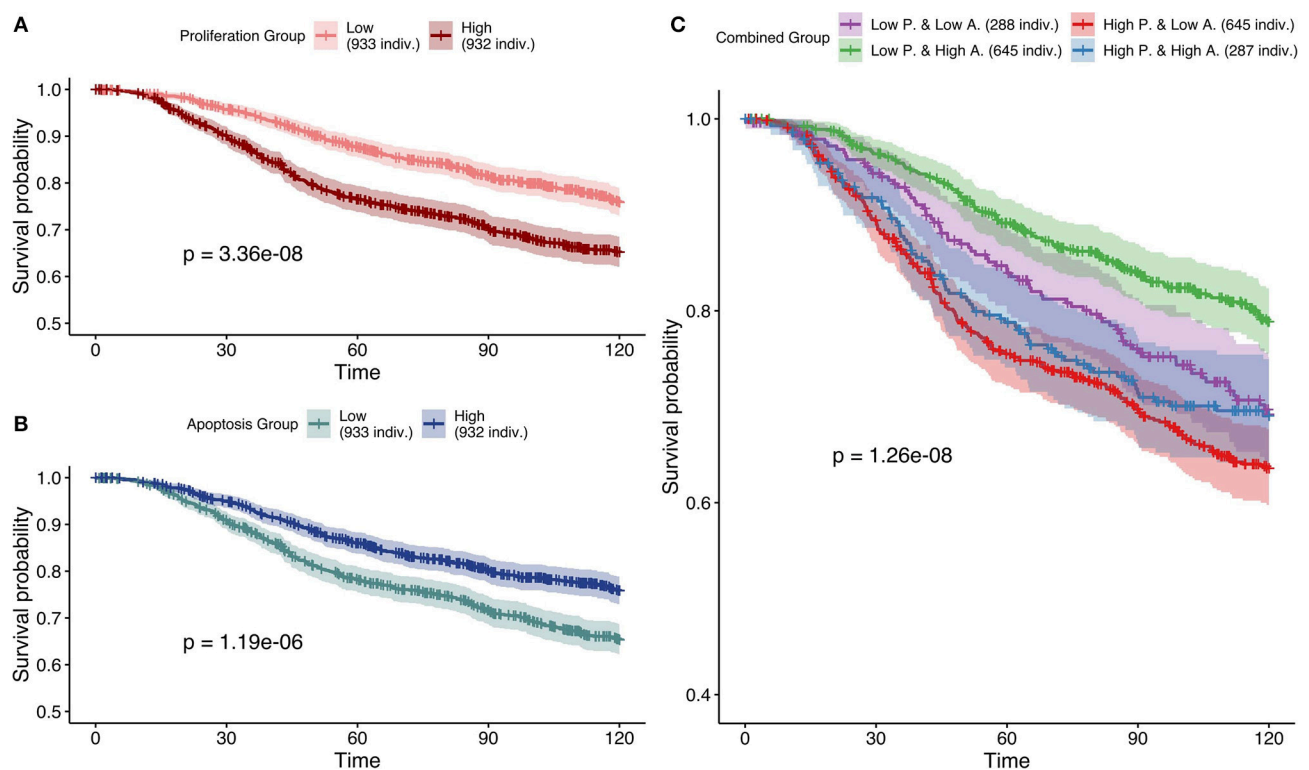 A
Proliferation Group
Low
(933 indiv.)
High
(932 indiv.)
Survival probability
1.0
0.9
0.8
0.7
0.6
0.5
p = 3.36e-08
0 30 60 90 120
Time
B
Apoptosis Group
Low
(933 indiv.)
High
(932 indiv.)
Survival probability
1.0
0.9
0.8
0.7
0.6
0.5
p = 1.19e-06
0 30 60 90 120
Time
C
Combined Group
Low P. & Low A. (288 indiv.)
Low P. & High A. (645 indiv.)
High P. & Low A. (645 indiv.)
High P. & High A. (287 indiv.)
Survival probability
1.0
0.8
0.6
0.4
p = 1.26e-08
0 30 60 90 120
Time